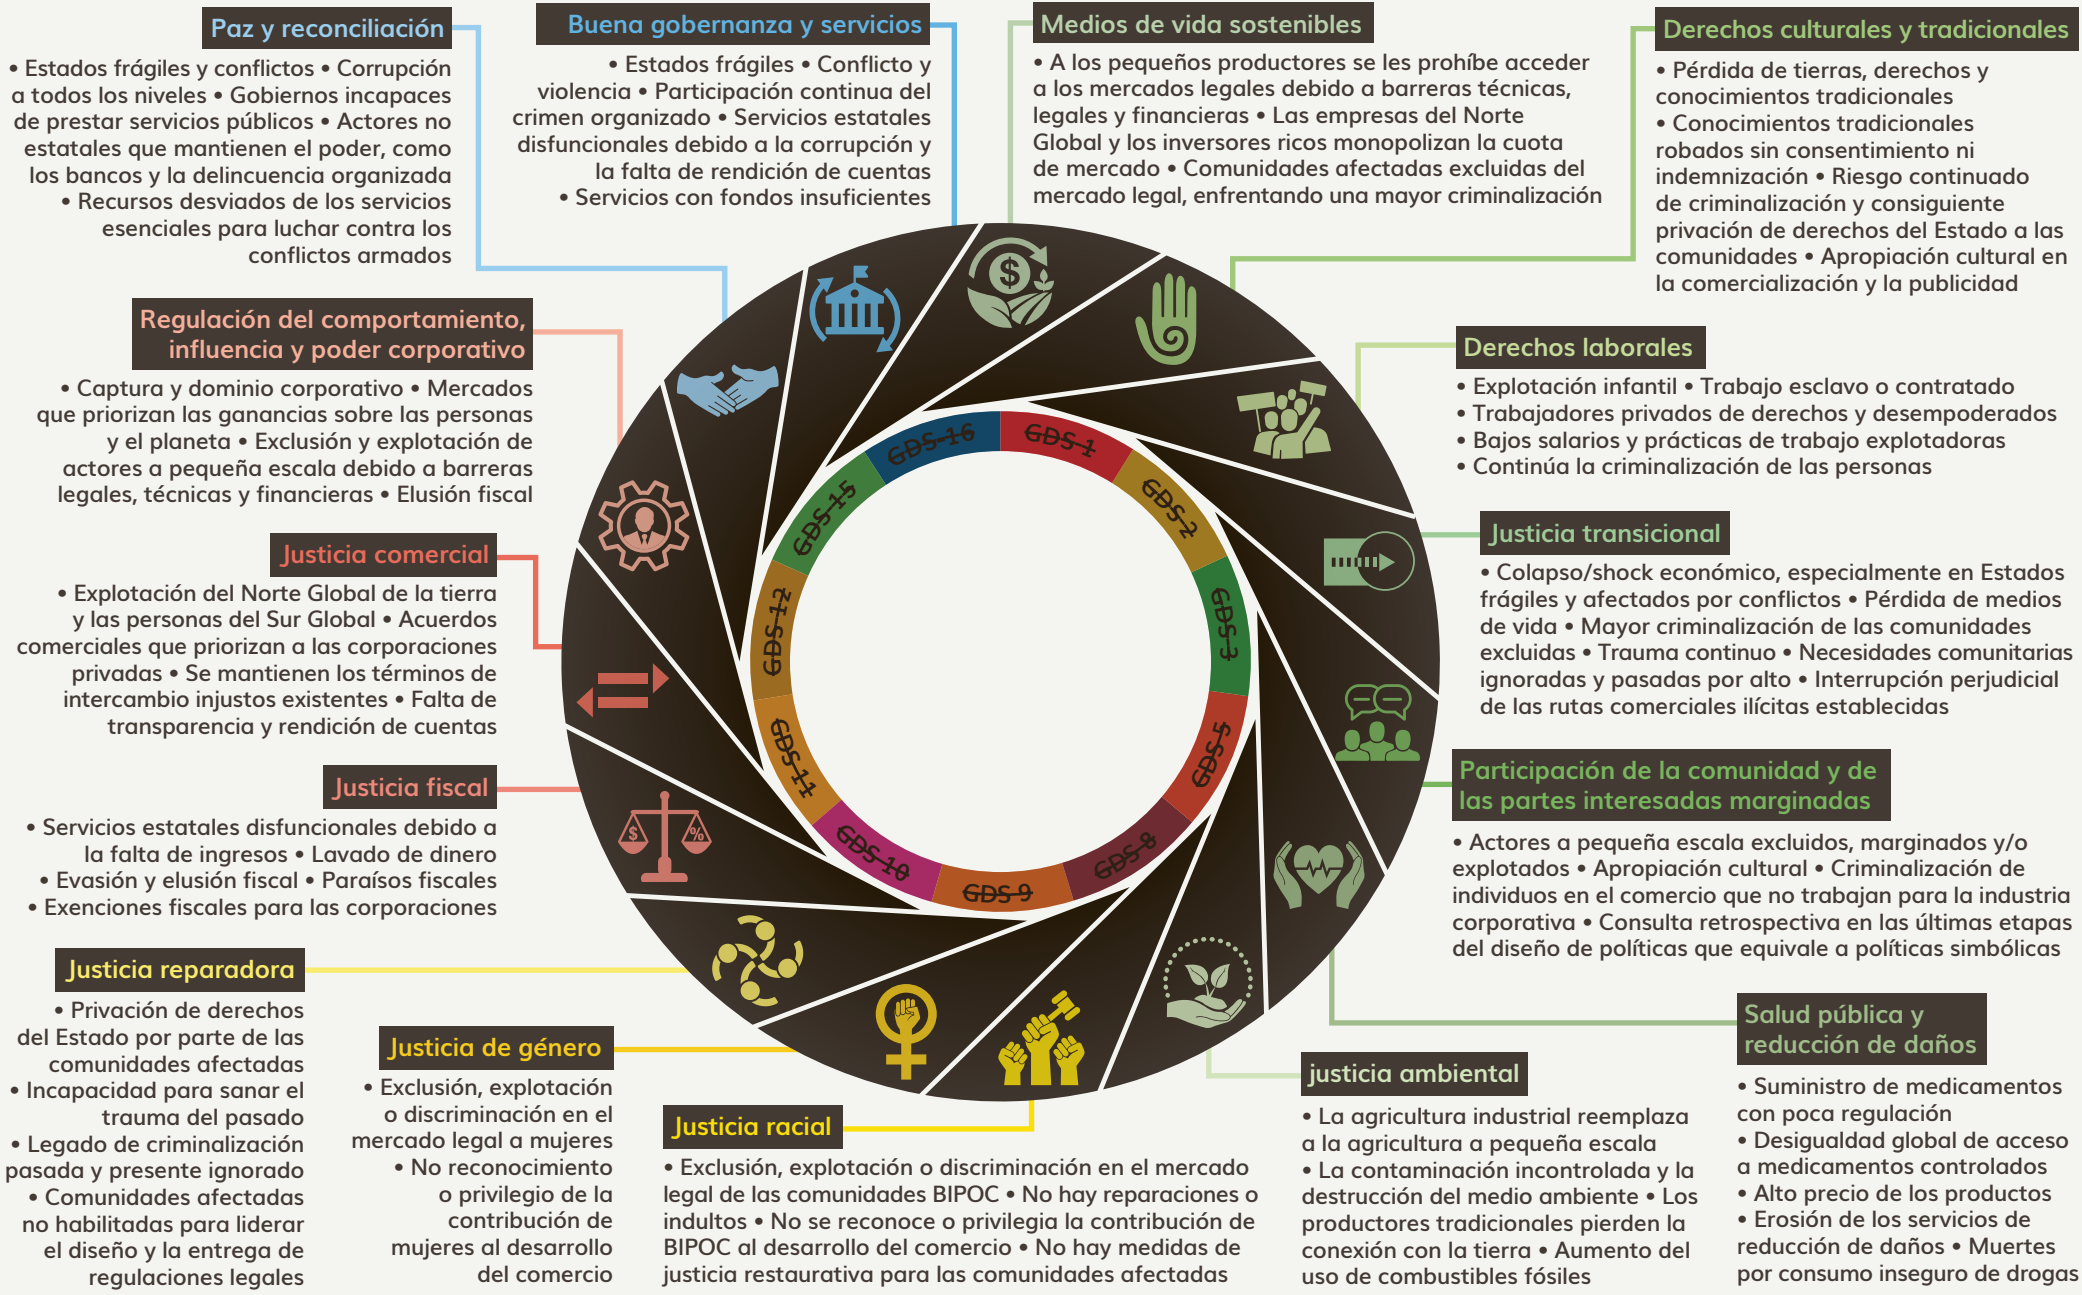 Paz y reconciliación
• Estados frágiles y conflictos • Corrupción
a todos los niveles • Gobiernos incapaces
de prestar servicios públicos • Actores no
estatales que mantienen el poder, como
los bancos y la delincuencia organizada
• Recursos desviados de los servicios
esenciales para luchar contra los
conflictos armados
Buena gobernanza y servicios
• Estados frágiles • Conflicto y
violencia • Participación continua del
crimen organizado • Servicios estatales
disfuncionales debido a la corrupción y
la falta de rendición de cuentas
• Servicios con fondos insuficientes
Medios de vida sostenibles
• A los pequeños productores se les prohíbe acceder
a los mercados legales debido a barreras técnicas,
legales y financieras • Las empresas del Norte
Global y los inversores ricos monopolizan la cuota
de mercado • Comunidades afectadas excluidas del
mercado legal, enfrentando una mayor criminalización
Derechos culturales y tradicionales
• Pérdida de tierras, derechos y
conocimientos tradicionales
• Conocimientos tradicionales
robados sin consentimiento ni
indemnización • Riesgo continuado
de criminalización y consiguiente
privación de derechos del Estado a las
comunidades • Apropiación cultural en
la comercialización y la publicidad
Regulación del comportamiento,
influencia y poder corporativo
• Captura y dominio corporativo • Mercados
que priorizan las ganancias sobre las personas
y el planeta • Exclusión y explotación de
actores a pequeña escala debido a barreras
legales, técnicas y financieras • Elusión fiscal
Derechos laborales
• Explotación infantil • Trabajo esclavo o contratado
• Trabajadores privados de derechos y desempoderados
• Bajos salarios y prácticas de trabajo explotadoras
• Continúa la criminalización de las personas
Justicia comercial
• Explotación del Norte Global de la tierra
y las personas del Sur Global • Acuerdos
comerciales que priorizan a las corporaciones
privadas • Se mantienen los términos de
intercambio injustos existentes • Falta de
transparencia y rendición de cuentas
Justicia transicional
• Colapso/shock económico, especialmente en Estados
frágiles y afectados por conflictos • Pérdida de medios
de vida • Mayor criminalización de las comunidades
excluidas • Trauma continuo • Necesidades comunitarias
ignoradas y pasadas por alto • Interrupción perjudicial
de las rutas comerciales ilícitas establecidas
Justicia fiscal
• Servicios estatales disfuncionales debido a
la falta de ingresos • Lavado de dinero
• Evasión y elusión fiscal • Paraísos fiscales
• Exenciones fiscales para las corporaciones
Participación de la comunidad y de
las partes interesadas marginadas
• Actores a pequeña escala excluidos, marginados y/o
explotados • Apropiación cultural • Criminalización de
individuos en el comercio que no trabajan para la industria
corporativa • Consulta retrospectiva en las últimas etapas
del diseño de políticas que equivale a políticas simbólicas
Justicia reparadora
• Privación de derechos
del Estado por parte de las
comunidades afectadas
• Incapacidad para sanar el
trauma del pasado
• Legado de criminalización
pasada y presente ignorado
• Comunidades afectadas
no habilitadas para liderar
el diseño y la entrega de
regulaciones legales
Justicia de género
• Exclusión, explotación
o discriminación en el
mercado legal a mujeres
• No reconocimiento
o privilegio de la
contribución de
mujeres al desarrollo
del comercio
Justicia racial
• Exclusión, explotación o discriminación en el mercado
legal de las comunidades BIPOC • No hay reparaciones o
indultos • No se reconoce o privilegia la contribución de
BIPOC al desarrollo del comercio • No hay medidas de
justicia restaurativa para las comunidades afectadas
justicia ambiental
• La agricultura industrial reemplaza
a la agricultura a pequeña escala
• La contaminación incontrolada y la
destrucción del medio ambiente • Los
productores tradicionales pierden la
conexión con la tierra • Aumento del
uso de combustibles fósiles
Salud pública y
reducción de daños
• Suministro de medicamentos
con poca regulación
• Desigualdad global de acceso
a medicamentos controlados
• Alto precio de los productos
• Erosión de los servicios de
reducción de daños • Muertes
por consumo inseguro de drogas
GDS-1
GDS-2
GDS-3
GDS-5
GDS-8
GDS-9
GDS-10
GDS-11
GDS-12
GDS-15
GDS-16
$
$
%